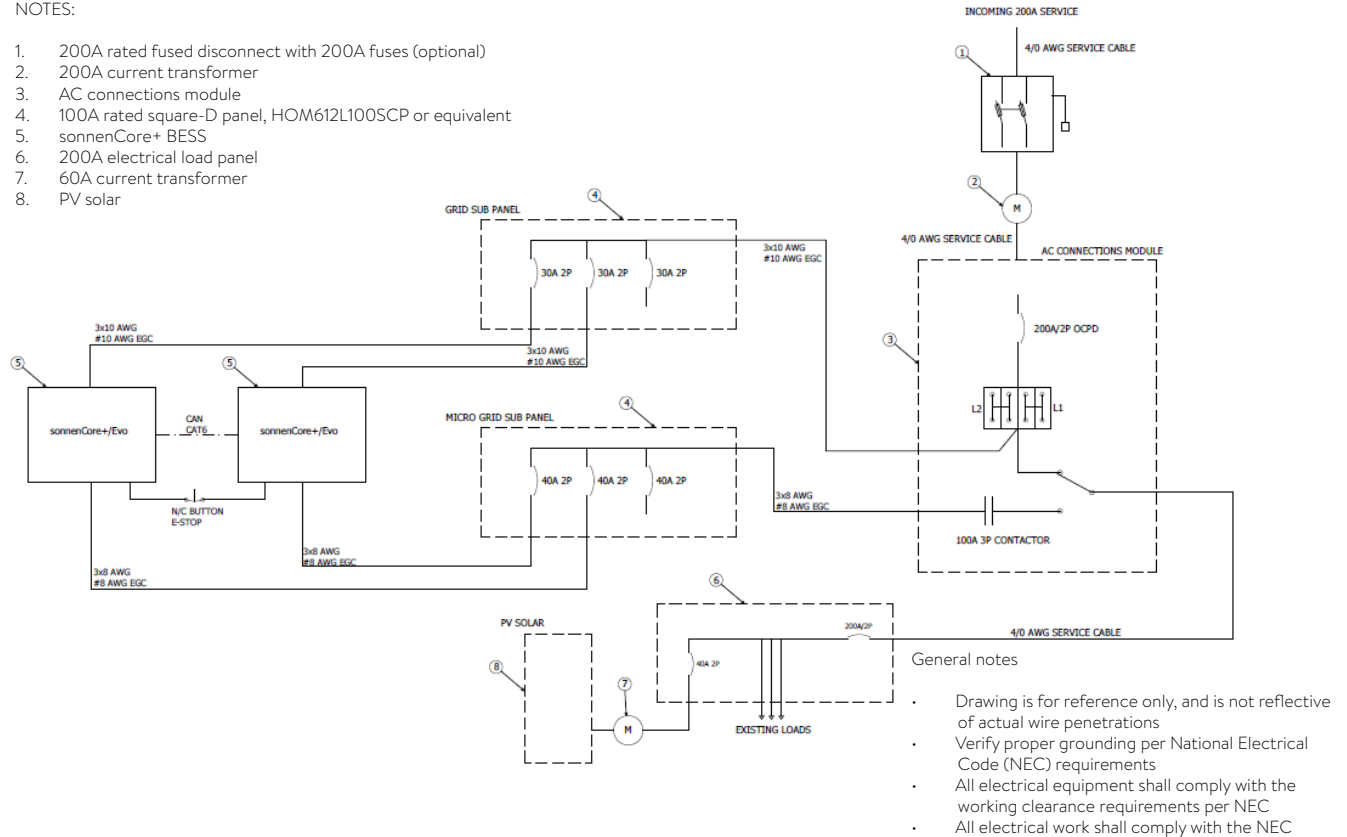 NOTES:
1. 200A rated fused disconnect with 200A fuses (optional)
2. 200A current transformer
3. AC connections module
4. 100A rated square-D panel, HOM612L100SCP or equivalent
5. sonnenCore+ BESS
6. 200A electrical load panel
7. 60A current transformer
8. PV solar
INCOMING 200A SERVICE
4/0 AWG SERVICE CABLE
1
2
M
4/0 AWG SERVICE CABLE
AC CONNECTIONS MODULE
3
200A/2P OCPD
L2
L1
100A 3P CONTACTOR
GRID SUB PANEL
4
30A 2P
30A 2P
30A 2P
3x10 AWG
#10 AWG EGC
3x10 AWG
#10 AWG EGC
3x10 AWG
#10 AWG EGC
5
5
sonnenCore+/Evo
CAN
CAT6
sonnenCore+/Evo
N/C BUTTON
E-STOP
MICRO GRID SUB PANEL
4
40A 2P
40A 2P
40A 2P
3x8 AWG
#8 AWG EGC
3x8 AWG
#8 AWG EGC
3x8 AWG
#8 AWG EGC
6
200A/2P
40A 2P
EXISTING LOADS
4/0 AWG SERVICE CABLE
PV SOLAR
8
7
M
General notes
• Drawing is for reference only, and is not reflective
of actual wire penetrations
• Verify proper grounding per National Electrical
Code (NEC) requirements
• All electrical equipment shall comply with the
working clearance requirements per NEC
• All electrical work shall comply with the NEC